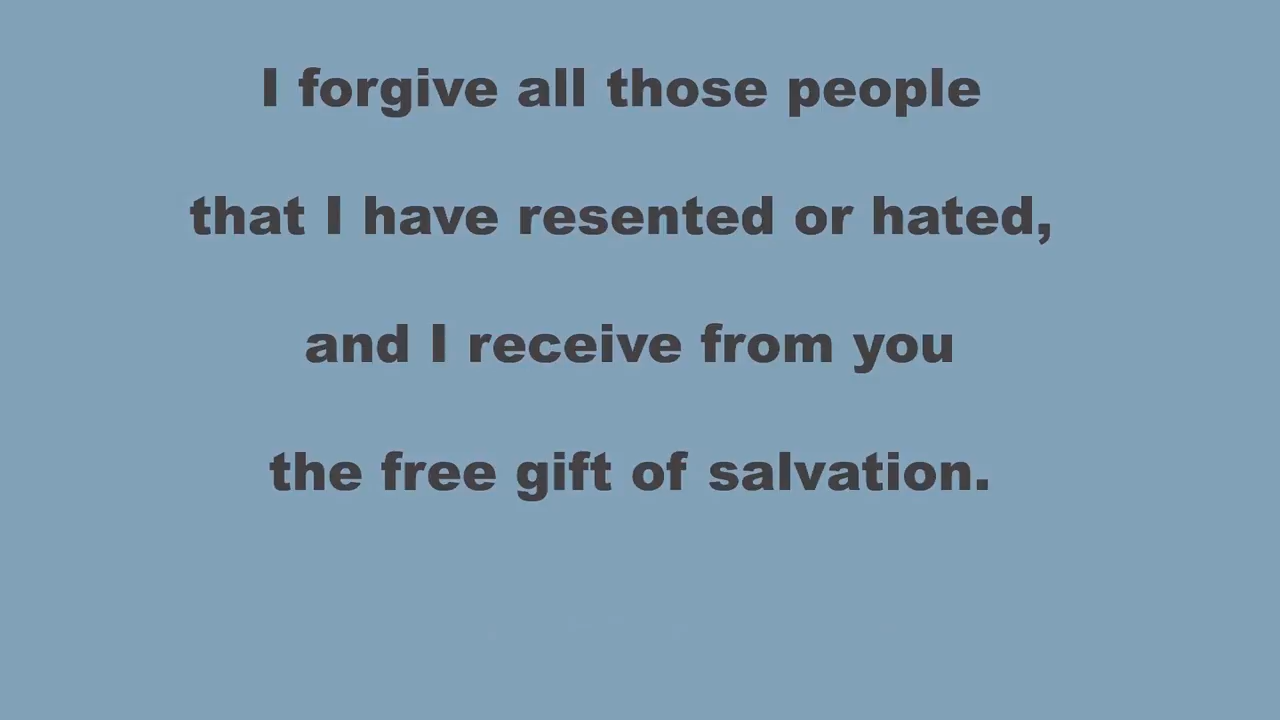 I forgive all those people
that I have resented or hated,
and I receive from you
the free gift of salvation.